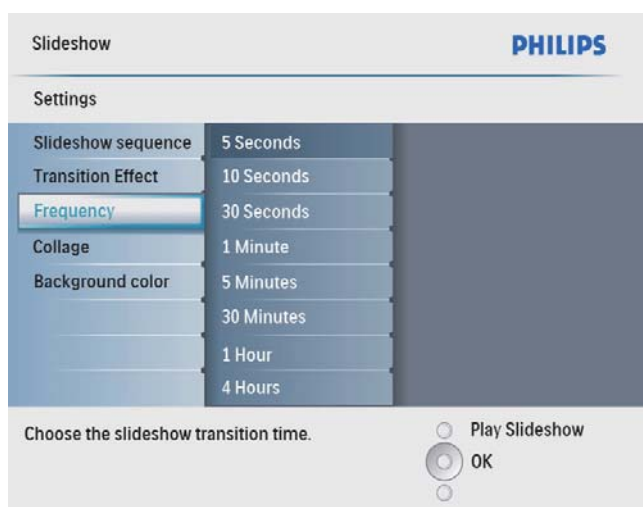 Slideshow
PHILIPS
Settings
Slideshow sequence
Transition Effect
Frequency
Collage
Background color
5 Seconds
10 Seconds
30 Seconds
1 Minute
5 Minutes
30 Minutes
1 Hour
4 Hours
Choose the slideshow transition time.
Play Slideshow
OK